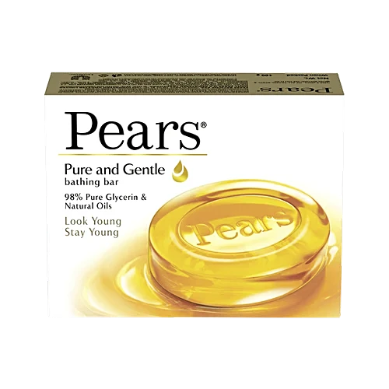 Pears
Pears®
Pure and Gentle
bathing bar
98% Pure Glycerin &
Natural Oils
Look Young
Stay Young
Pears